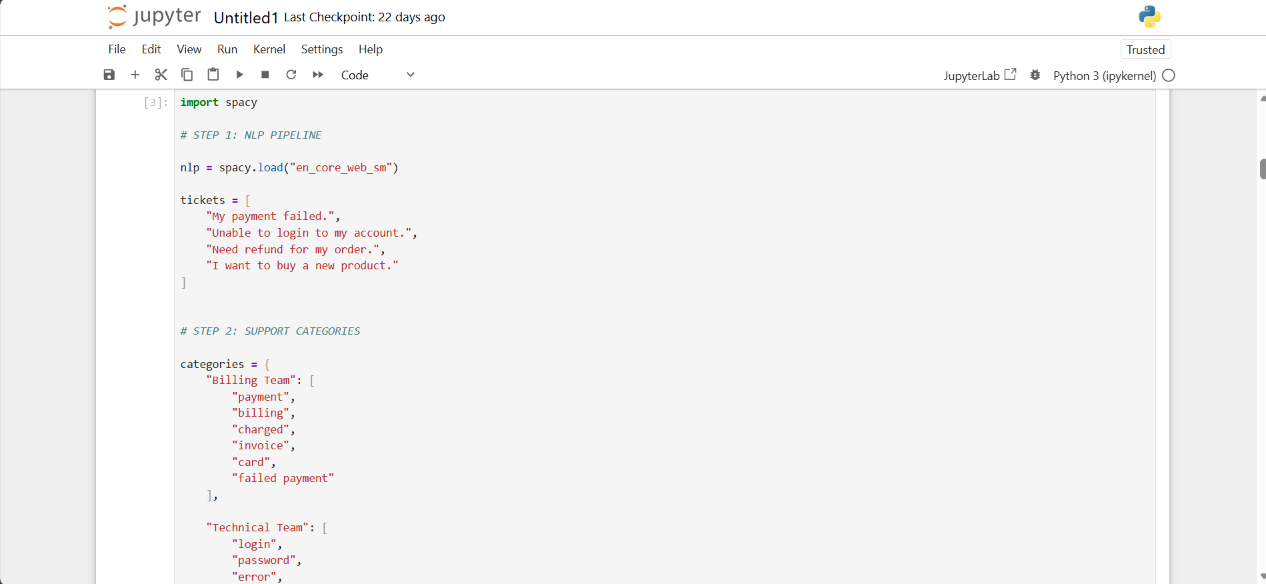 jupyter Untitled1 Last Checkpoint: 22 days ago
File Edit View Run Kernel Settings Help
Trusted
Code
JupyterLab
Python 3 (ipykernel)
[3]:
import spacy
# STEP 1: NLP PIPELINE
nlp = spacy.load("en_core_web_sm")
tickets = [
"My payment failed.",
"Unable to login to my account.",
"Need refund for my order.",
"I want to buy a new product."
]
# STEP 2: SUPPORT CATEGORIES
categories = {
"Billing Team": [
"payment",
"billing",
"charged",
"invoice",
"card",
"failed payment"
],
"Technical Team": [
"login",
"password",
"error",